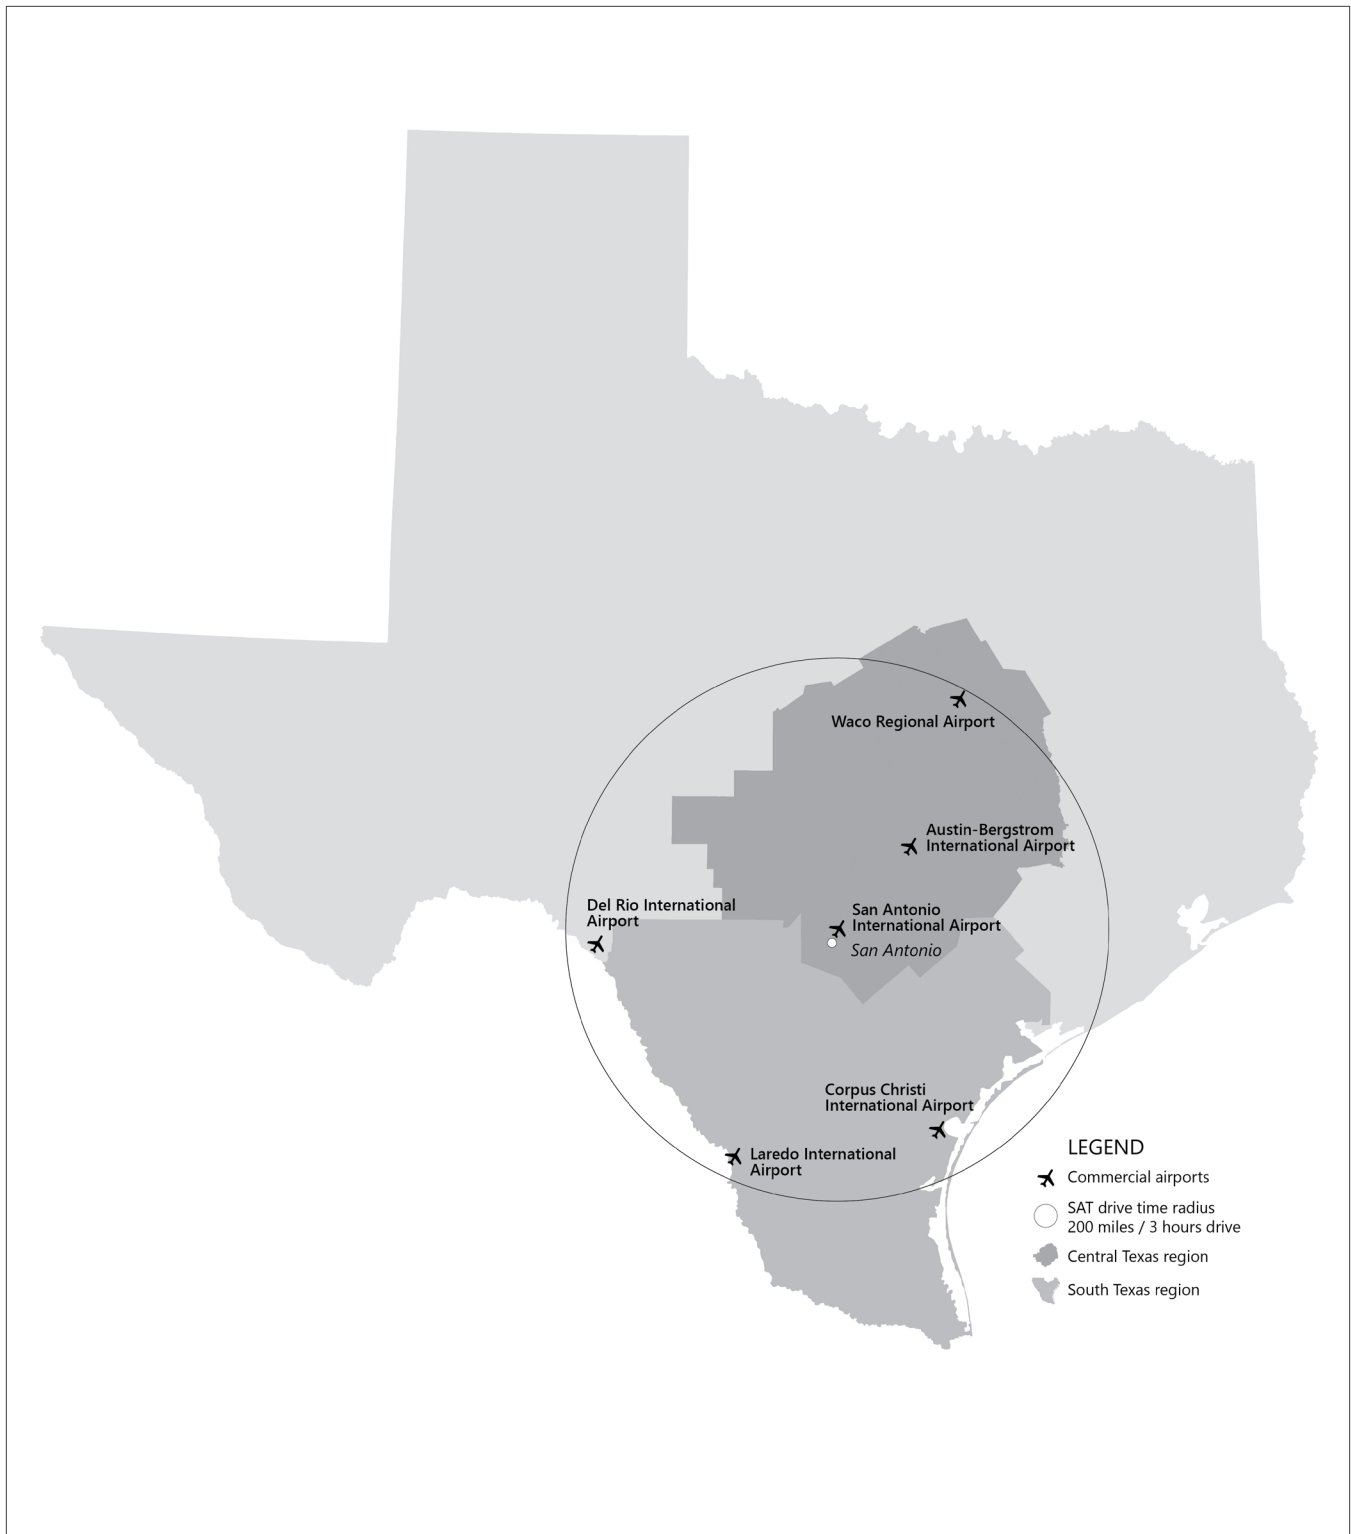 Waco Regional Airport
Austin-Bergstrom
International Airport
Del Rio International
Airport
San Antonio
International Airport
San Antonio
Corpus Christi
International Airport
Laredo International
Airport
LEGEND
Commercial airports
SAT drive time radius
200 miles / 3 hours drive
Central Texas region
South Texas region